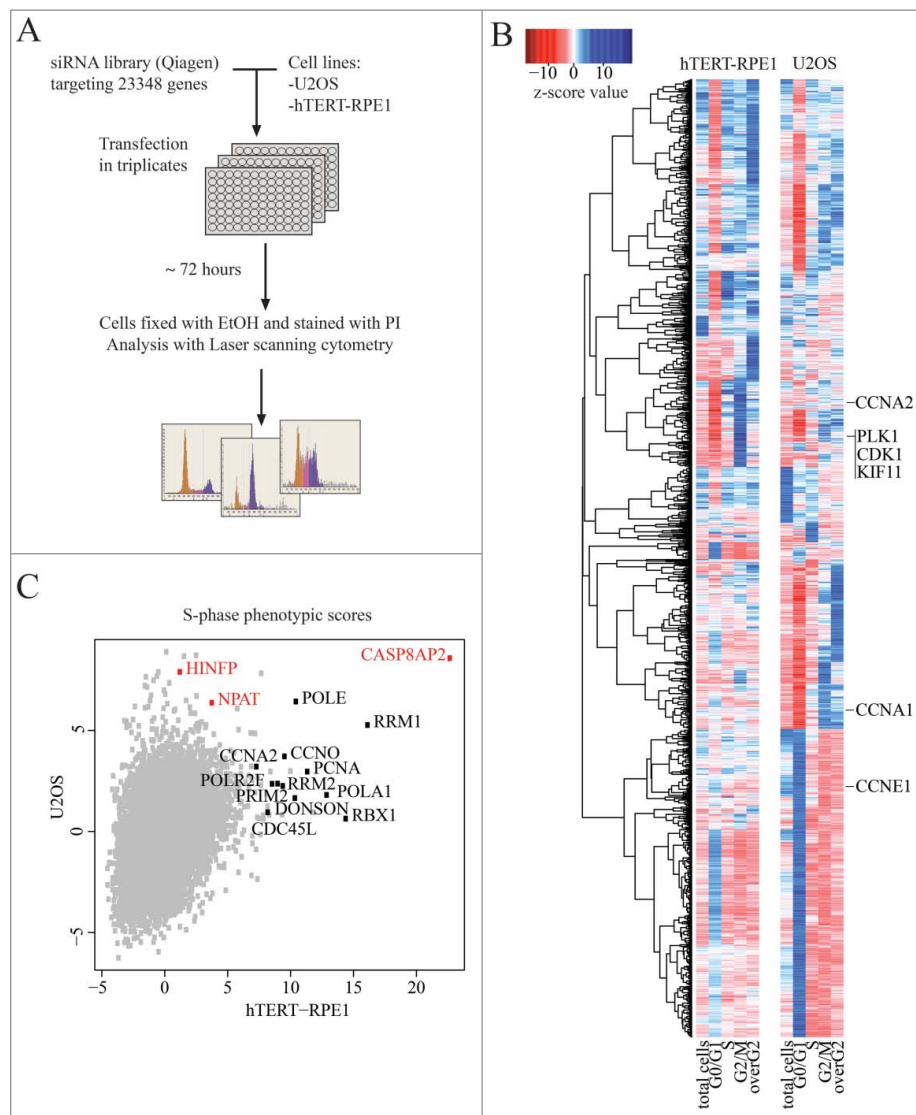 A
siRNA library (Qiagen)
targeting 23348 genes
Cell lines:
-U2OS
-hTERT-RPE1
Transfection
in triplicates
~ 72 hours
Cells fixed with EtOH and stained with PI
Analysis with Laser scanning cytometry
B
−10 0 10
z-score value
hTERT-RPE1 U2OS
CCNA2
PLK1
CDK1
KIF11
CCNA1
CCNE1
total cells
G0/G1
S
G2/M
overG2
total cells
G0/G1
S
G2/M
overG2
C
S-phase phenotypic scores
HINFP
CASP8AP2
NPAT
POLE
RRM1
CCNA2
CCNO
PCNA
POLR2F
RRM2
PRIM2
POLA1
DONSON
CDC45L
RBX1
U2OS
5
0
−5
−5 0 5 10 15 20
hTERT−RPE1